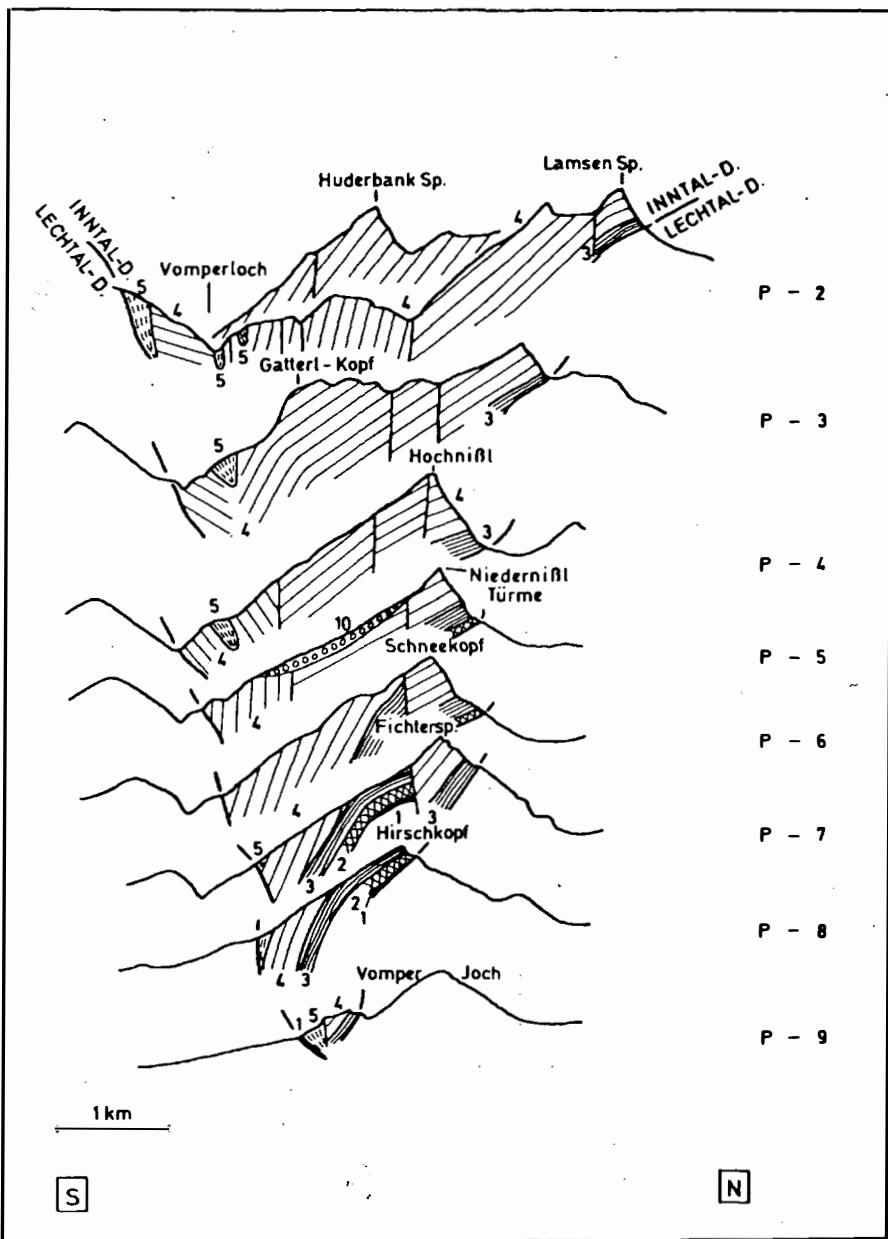 Lamsen Sp.
Huderbank Sp.
INNTAL-D.
LECHTAL-D.
4
INNTAL-D.
LECHTAL-D.
Vomperloch
3
5
4
4
P - 2
5
5
Gatterl-Kopf
3
P - 3
5
Hochnißl
4
4
3
P - 4
Niedernißl
Türme
5
10
4
Schneekopf
P - 5
4
P - 6
Fichtersp.
4
1
3
P - 7
Hirschkopf
5
2
3
2
1
P - 8
4
3
Vomper Joch
1
5
4
P - 9
1 km
S
N